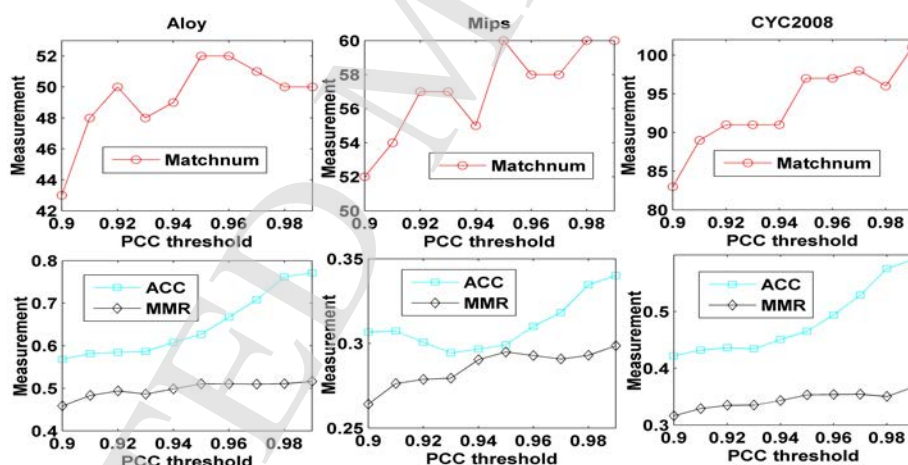 Aloy
Measurement
52
50
48
46
44
42
Matchnum
0.9 0.92 0.94 0.96 0.98
PCC threshold
Mips
Measurement
60
58
56
54
52
50
Matchnum
0.9 0.92 0.94 0.96 0.98
PCC threshold
CYC2008
Measurement
100
95
90
85
80
Matchnum
0.9 0.92 0.94 0.96 0.98
PCC threshold
Measurement
0.8
0.7
0.6
0.5
0.4
ACC
MMR
0.9 0.92 0.94 0.96 0.98
PCC threshold
Measurement
0.35
0.3
0.25
ACC
MMR
0.9 0.92 0.94 0.96 0.98
PCC threshold
Measurement
0.5
0.4
0.3
ACC
MMR
0.9 0.92 0.94 0.96 0.98
PCC threshold
TED M